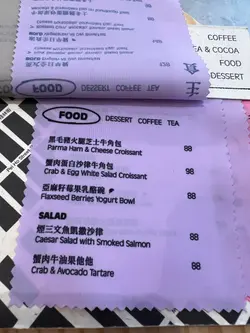 COFFEE
TEA & COCOA
FOOD
DESSERT
FOOD DESSERT COFFEE TEA
主
食
FOOD DESSERT COFFEE TEA
黑毛豬火腿芝士牛角包
Parma Ham & Cheese Croissant 98
蟹肉蛋白沙律牛角包
Crab & Egg White Salad Croissant 98
亞麻籽莓果乳酪碗
Flaxseed Berries Yogurt Bowl 88
SALAD
煙三文魚凱撒沙律
Caesar Salad with Smoked Salmon 88
蟹肉牛油果他他
Crab & Avocado Tartare 88